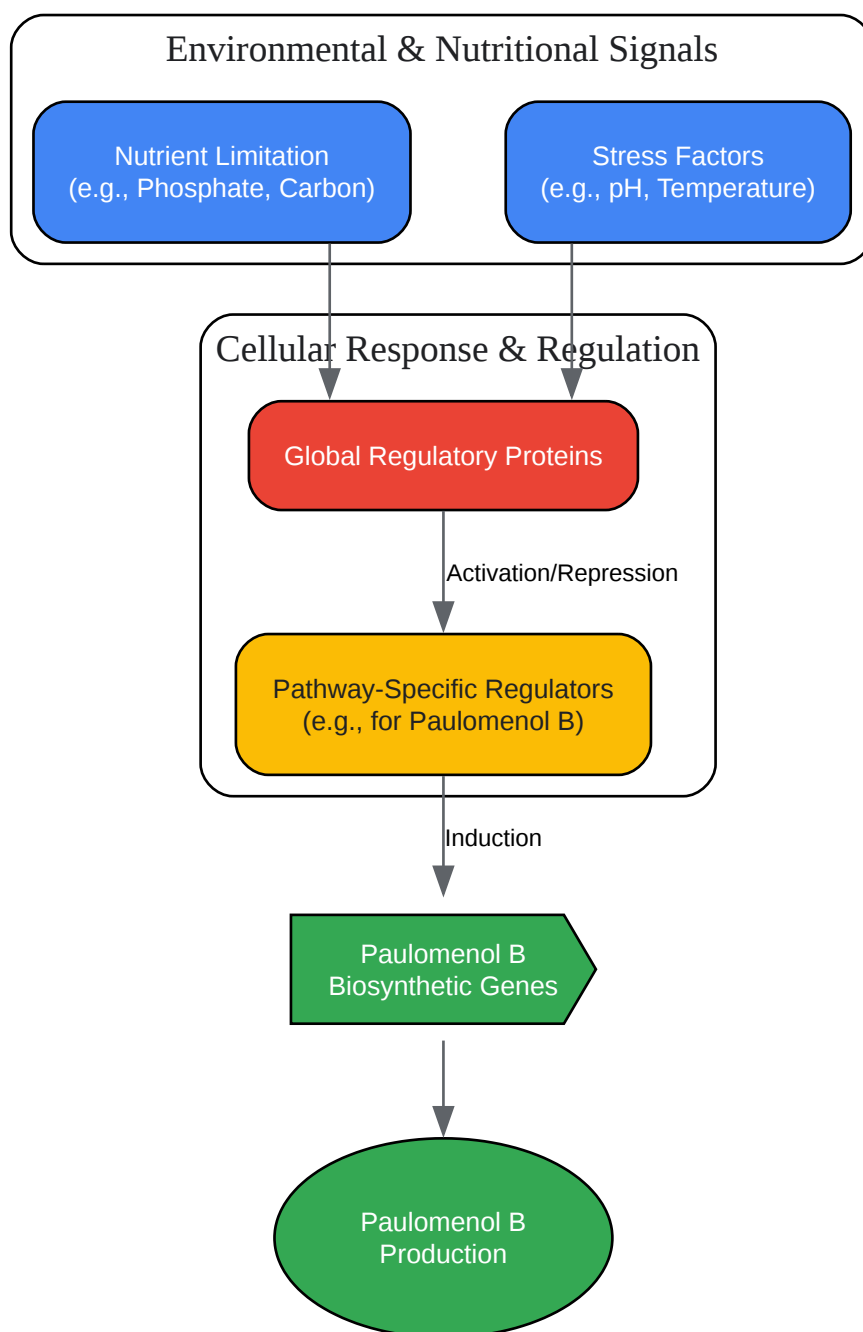 Environmental & Nutritional Signals
Nutrient Limitation
(e.g., Phosphate, Carbon)
Stress Factors
(e.g., pH, Temperature)
Cellular Response & Regulation
Global Regulatory Proteins
Activation/Repression
Pathway-Specific Regulators
(e.g., for Paulomenol B)
Induction
Paulomenol B
Biosynthetic Genes
Paulomenol B
Production